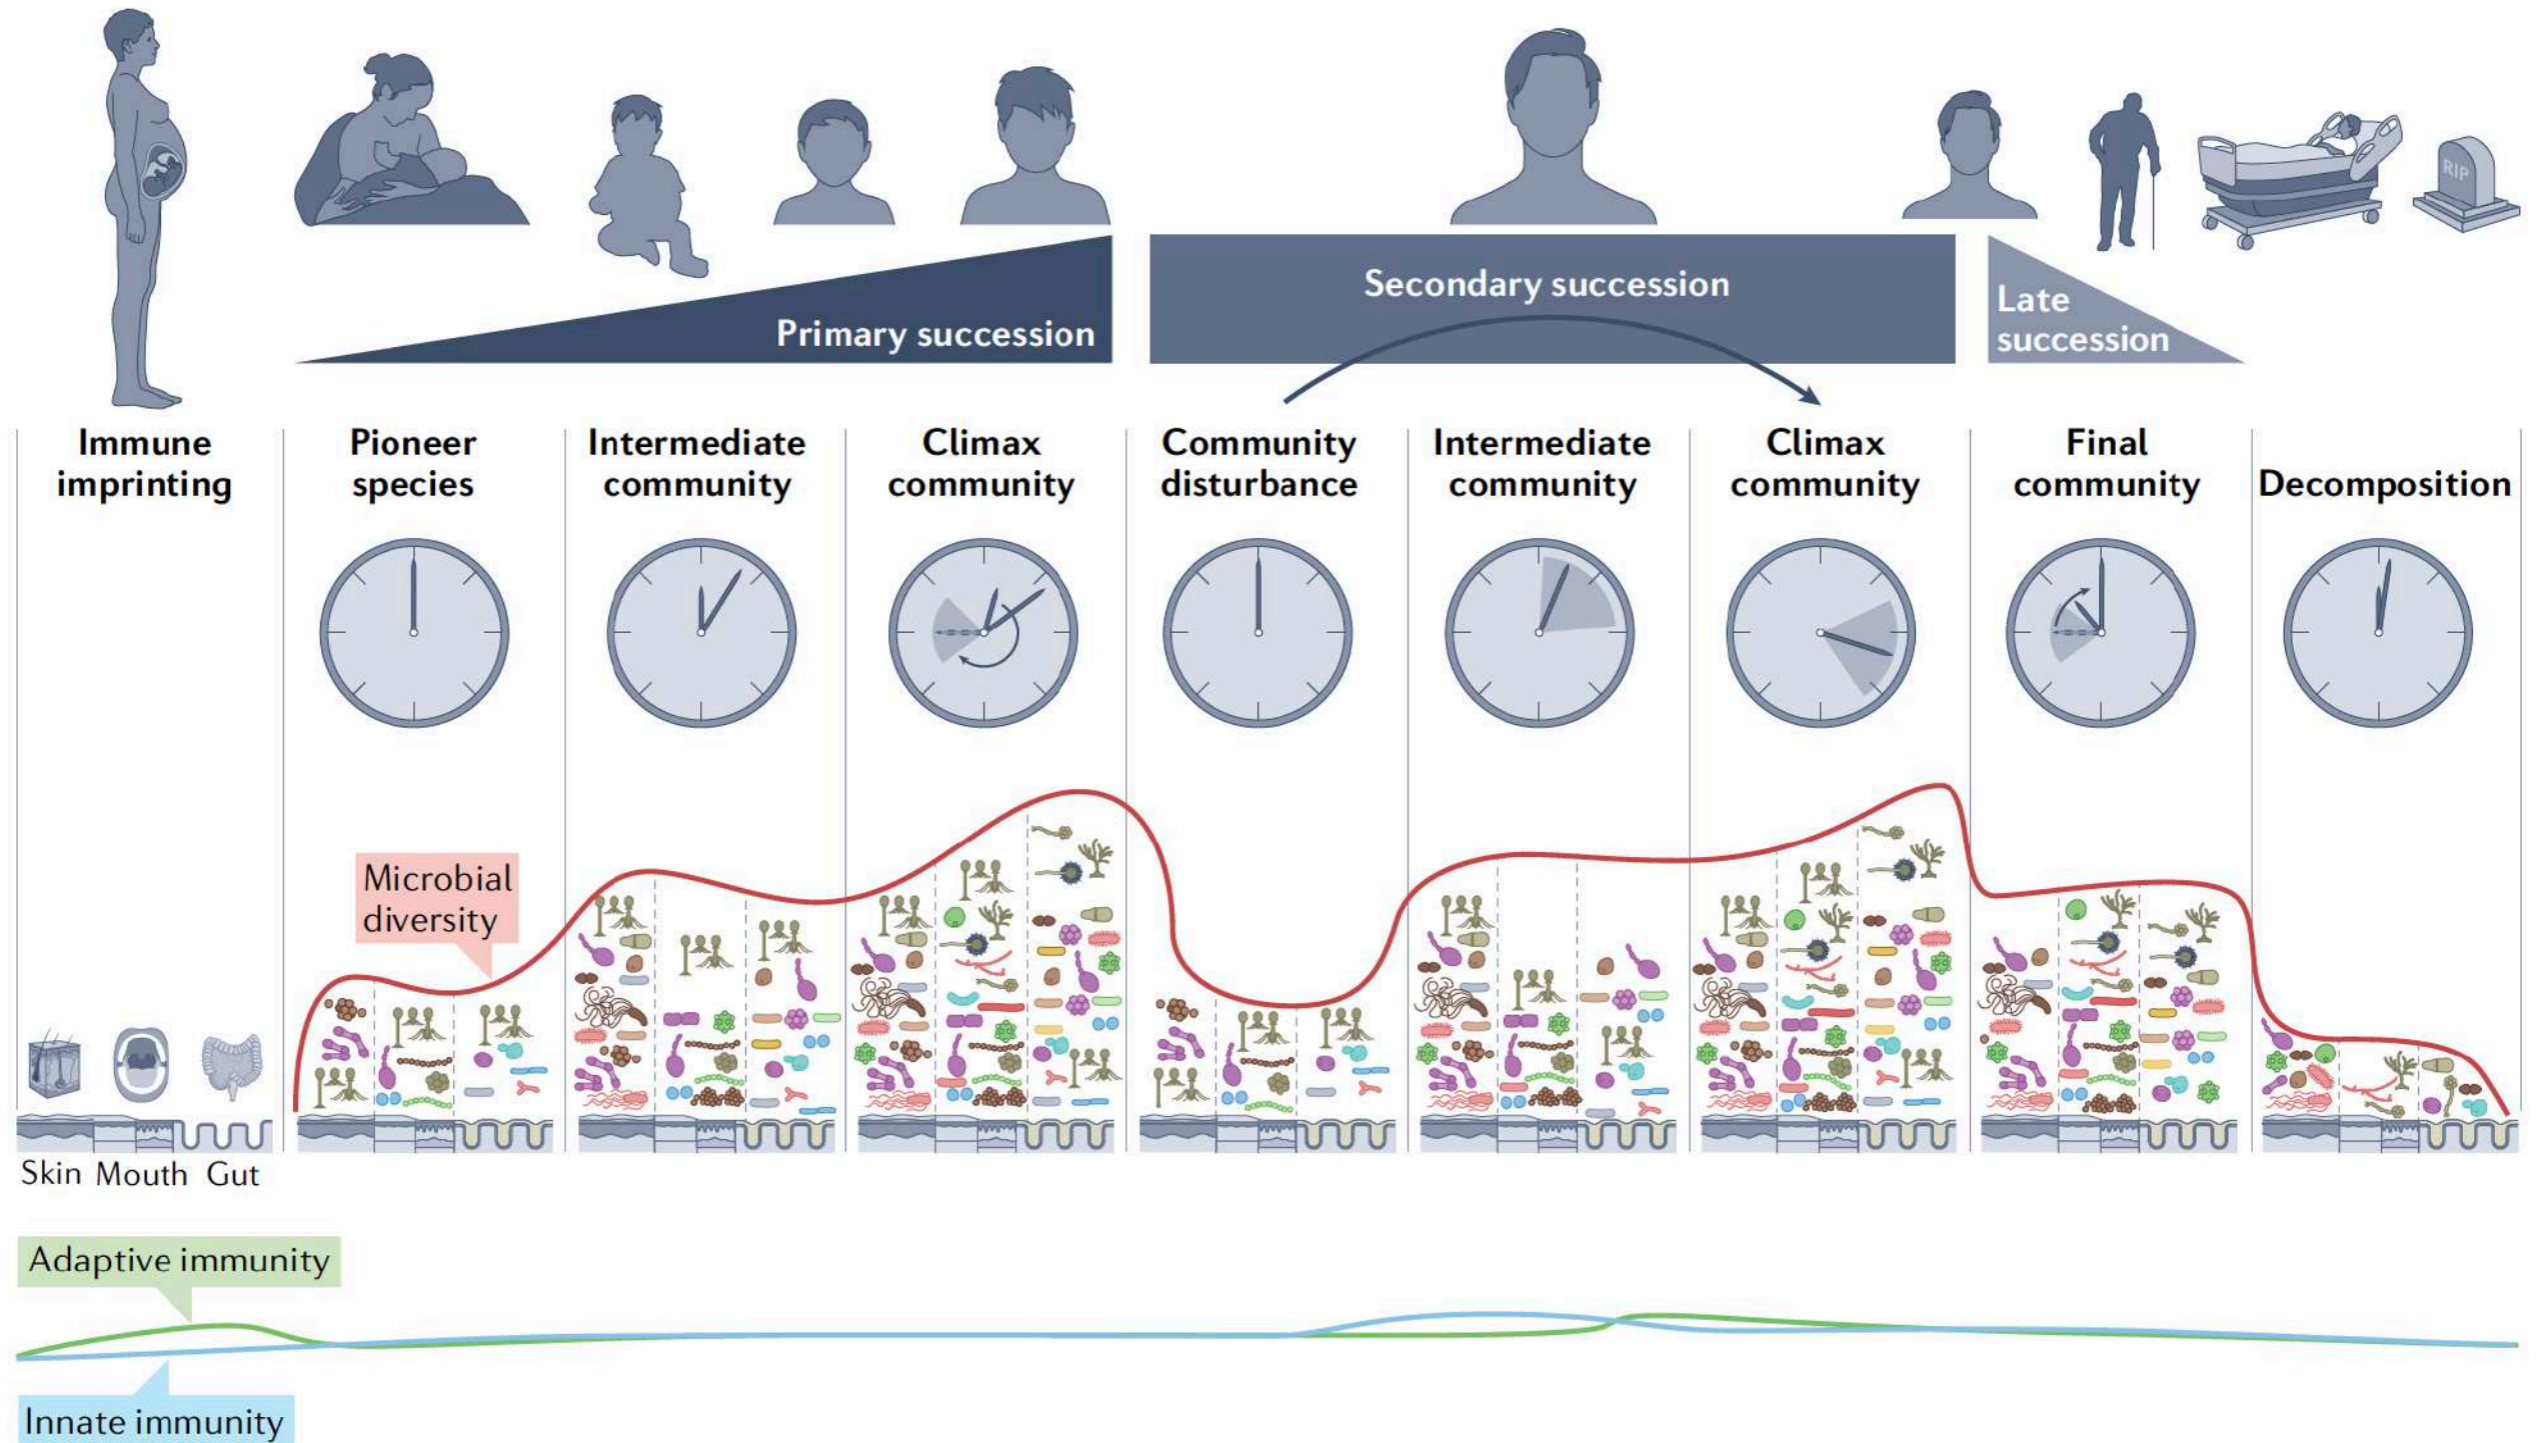 RIP
Primary succession
Secondary succession
Late
succession
Immune
imprinting
Pioneer
species
Intermediate
community
Climax
community
Community
disturbance
Intermediate
community
Climax
community
Final
community
Decomposition
Microbial
diversity
Skin Mouth Gut
Adaptive immunity
Innate immunity